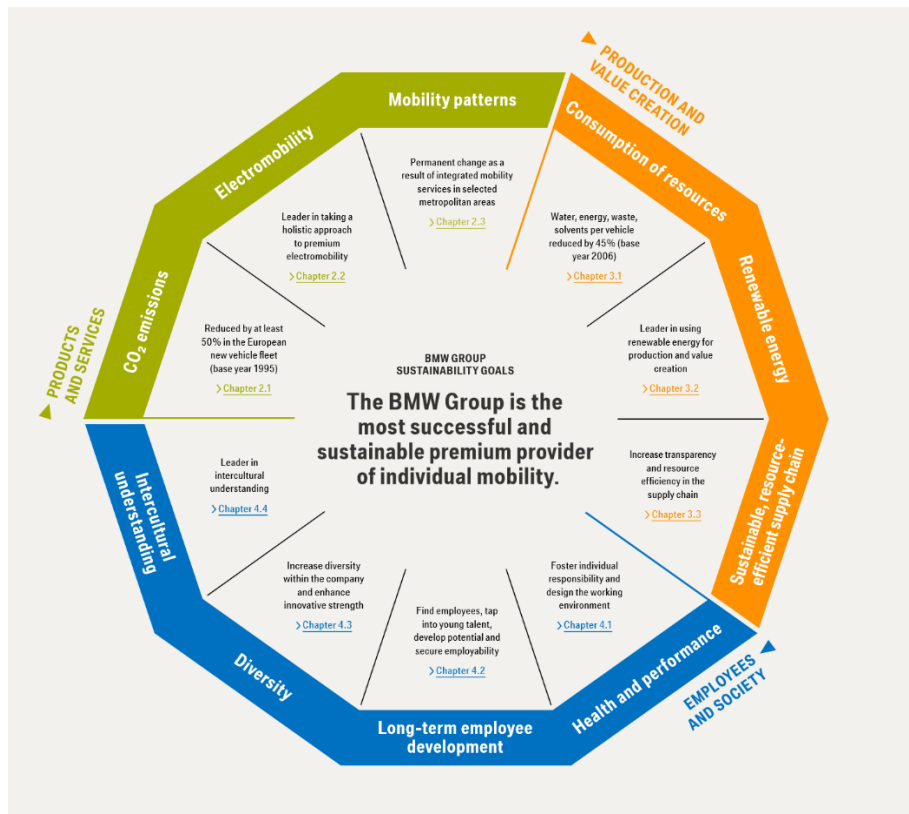 BMW GROUP
SUSTAINABILITY GOALS
The BMW Group is the
most successful and
sustainable premium provider
of individual mobility.
PRODUCTS
AND SERVICES
CO₂ emissions
Reduced by at least
50% in the European
new vehicle fleet
(base year 1995)
> Chapter 2.1
Electromobility
Leader in taking a
holistic approach
to premium
electromobility
> Chapter 2.2
Mobility patterns
Permanent change as a
result of integrated mobility
services in selected
metropolitan areas
> Chapter 2.3
PRODUCTION AND
VALUE CREATION
Consumption of resources
Water, energy, waste,
solvents per vehicle
reduced by 45% (base
year 2006)
> Chapter 3.1
Renewable energy
Leader in using
renewable energy for
production and value
creation
> Chapter 3.2
Sustainable, resource-
efficient supply chain
Increase transparency
and resource
efficiency in the
supply chain
> Chapter 3.3
EMPLOYEES
AND SOCIETY
Health and performance
Foster individual
responsibility and
design the working
environment
> Chapter 4.1
Long-term employee
development
Find employees, tap
into young talent,
develop potential and
secure employability
> Chapter 4.2
Diversity
Increase diversity
within the company
and enhance
innovative strength
> Chapter 4.3
Intercultural
understanding
Leader in
intercultural
understanding
> Chapter 4.4